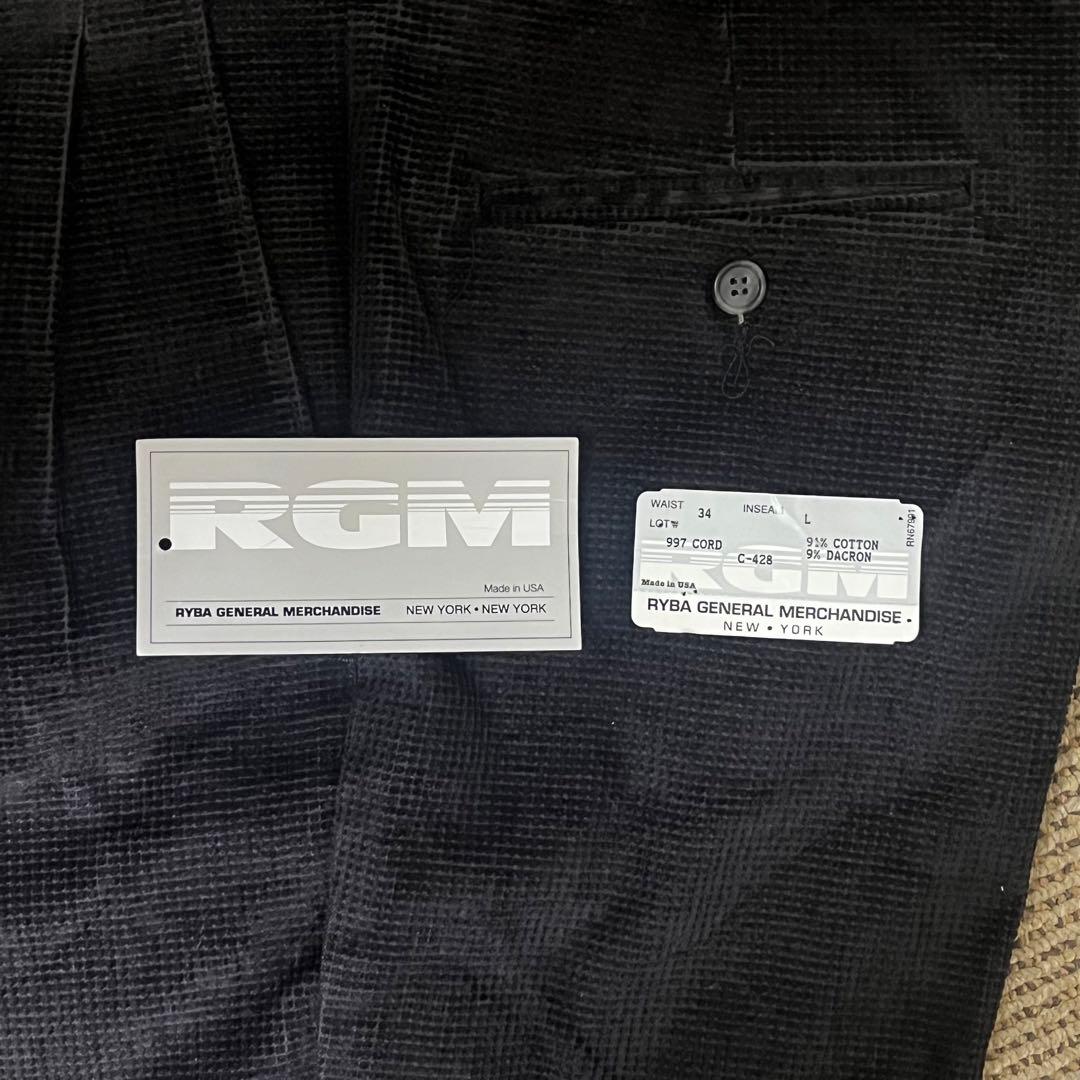 RGM
Made in USA
RYBA GENERAL MERCHANDISE NEW YORK • NEW YORK
WAIST 34 INSEAM L
LOT#
997 CORD C-428 91% COTTON
9% DACRON
RGM
Made in USA
RYBA GENERAL MERCHANDISE
NEW • YORK